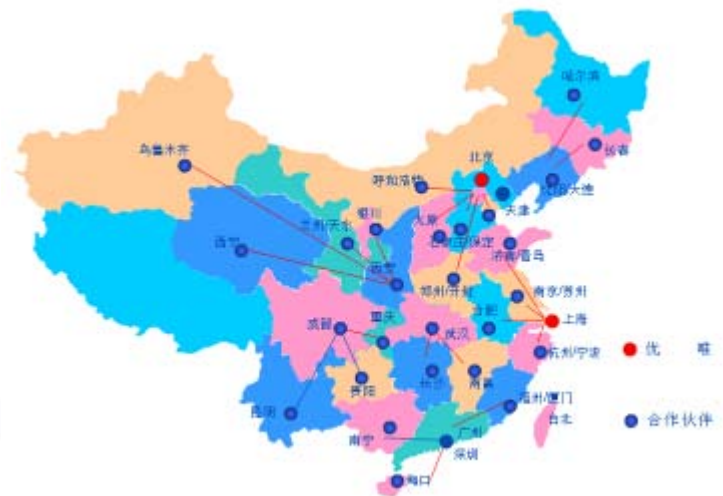 哈尔滨
长春
乌鲁木齐
北京
呼和浩特
沈阳/大连
天津
太原
银川
兰州/天水
石家庄/保定
济南/青岛
西宁
西安
郑州/开封
南京/苏州
合肥
上海
重庆
成都
武汉
杭州/宁波
优 唯
长沙
南昌
贵阳
福州/厦门
昆明
台北
合作伙伴
广州
南宁
深圳
海口